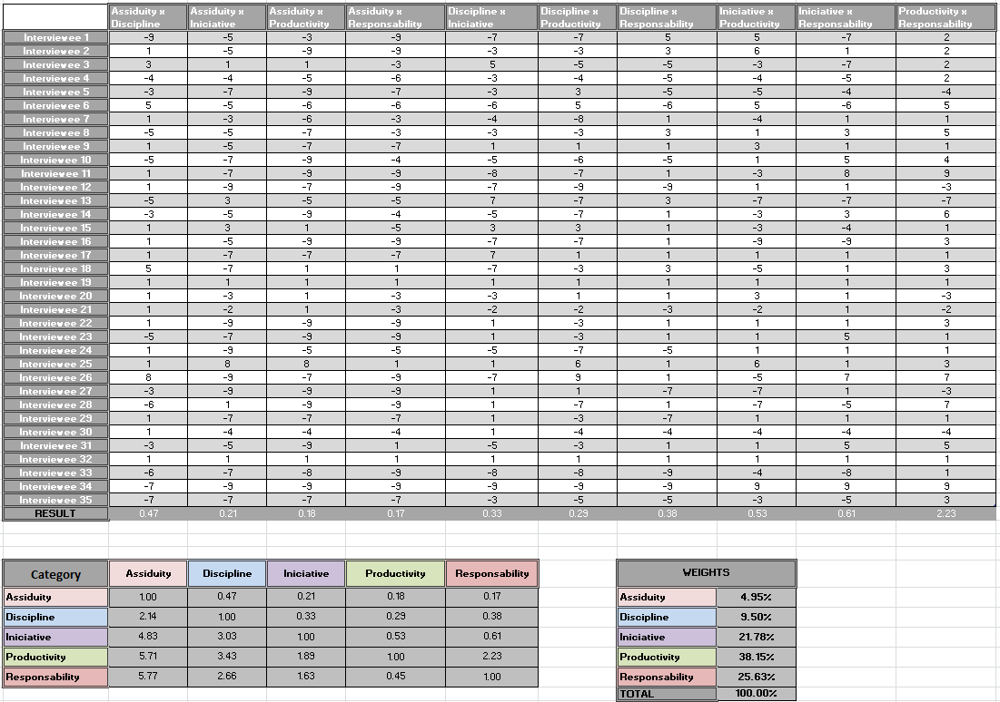 Assiduity x Discipline Assiduity x Iniciative Assiduity x Productivity Assiduity x Responsability Discipline x Iniciative Discipline x Productivity Discipline x Responsability Iniciative x Productivity Iniciative x Responsability Productivity x Responsability
Interviewee 1 -9 -5 -3 -9 -7 -7 5 5 -7 2
Interviewee 2 1 -5 -9 -9 -3 -3 3 6 1 2
Interviewee 3 3 1 1 -3 5 -5 -5 -3 -7 2
Interviewee 4 -4 -4 -5 -6 -3 -4 -5 -4 -5 2
Interviewee 5 -3 -7 -9 -7 -3 3 -5 -5 -4 -4
Interviewee 6 5 -5 -6 -6 -6 5 -6 5 -6 5
Interviewee 7 1 -3 -6 -3 -4 -8 1 -4 1 1
Interviewee 8 -5 -5 -7 -3 -3 -3 3 1 3 5
Interviewee 9 1 -5 -7 -7 1 1 1 3 1 1
Interviewee 10 -5 -7 -9 -4 -5 -6 -5 1 5 4
Interviewee 11 1 -7 -9 -9 -8 -7 1 -3 8 9
Interviewee 12 1 -9 -7 -9 -7 -9 -9 1 1 -3
Interviewee 13 -5 3 -5 -5 7 -7 3 -7 -7 -7
Interviewee 14 -3 -5 -9 -4 -5 -7 1 -3 3 6
Interviewee 15 1 3 1 -5 3 3 1 -3 -4 1
Interviewee 16 1 -5 -9 -9 -7 -7 1 -9 -9 3
Interviewee 17 1 -7 -7 -7 7 1 1 1 1 1
Interviewee 18 5 -7 1 1 -7 -3 3 -5 1 3
Interviewee 19 1 1 1 1 1 1 1 1 1 1
Interviewee 20 1 -3 1 -3 -3 1 1 3 1 -3
Interviewee 21 1 -2 1 -3 -2 -2 -3 -2 1 -2
Interviewee 22 1 -9 -9 -9 1 -3 1 1 1 3
Interviewee 23 -5 -7 -9 -9 1 -3 1 1 5 1
Interviewee 24 1 -9 -5 -5 -5 -7 -5 1 1 1
Interviewee 25 1 8 8 1 1 6 1 6 1 3
Interviewee 26 8 -9 -7 -9 -7 9 1 -5 7 7
Interviewee 27 -3 -9 -9 -9 1 1 -7 -7 1 -3
Interviewee 28 -6 1 -9 -9 1 -7 1 -7 -5 7
Interviewee 29 1 -7 -7 -7 1 -3 -7 1 1 1
Interviewee 30 1 -4 -4 -4 1 -4 -4 -4 -4 -4
Interviewee 31 -3 -5 -9 1 -5 -3 1 1 5 5
Interviewee 32 1 1 1 1 1 1 1 1 1 1
Interviewee 33 -6 -7 -8 -9 -8 -8 -9 -4 -8 1
Interviewee 34 -7 -9 -9 -9 -9 -9 -9 9 9 9
Interviewee 35 -7 -7 -7 -7 -3 -5 -5 -3 -5 3
RESULT 0.47 0.21 0.18 0.17 0.33 0.29 0.38 0.53 0.61 2.23
Category Assiduity Discipline Iniciative Productivity Responsability
Assiduity 1.00 0.47 0.21 0.18 0.17
Discipline 2.14 1.00 0.33 0.29 0.38
Iniciative 4.83 3.03 1.00 0.53 0.61
Productivity 5.71 3.43 1.89 1.00 2.23
Responsability 5.77 2.66 1.63 0.45 1.00
WEIGHTS
Assiduity 4.95%
Discipline 9.50%
Iniciative 21.78%
Productivity 38.15%
Responsability 25.63%
TOTAL 100.00%